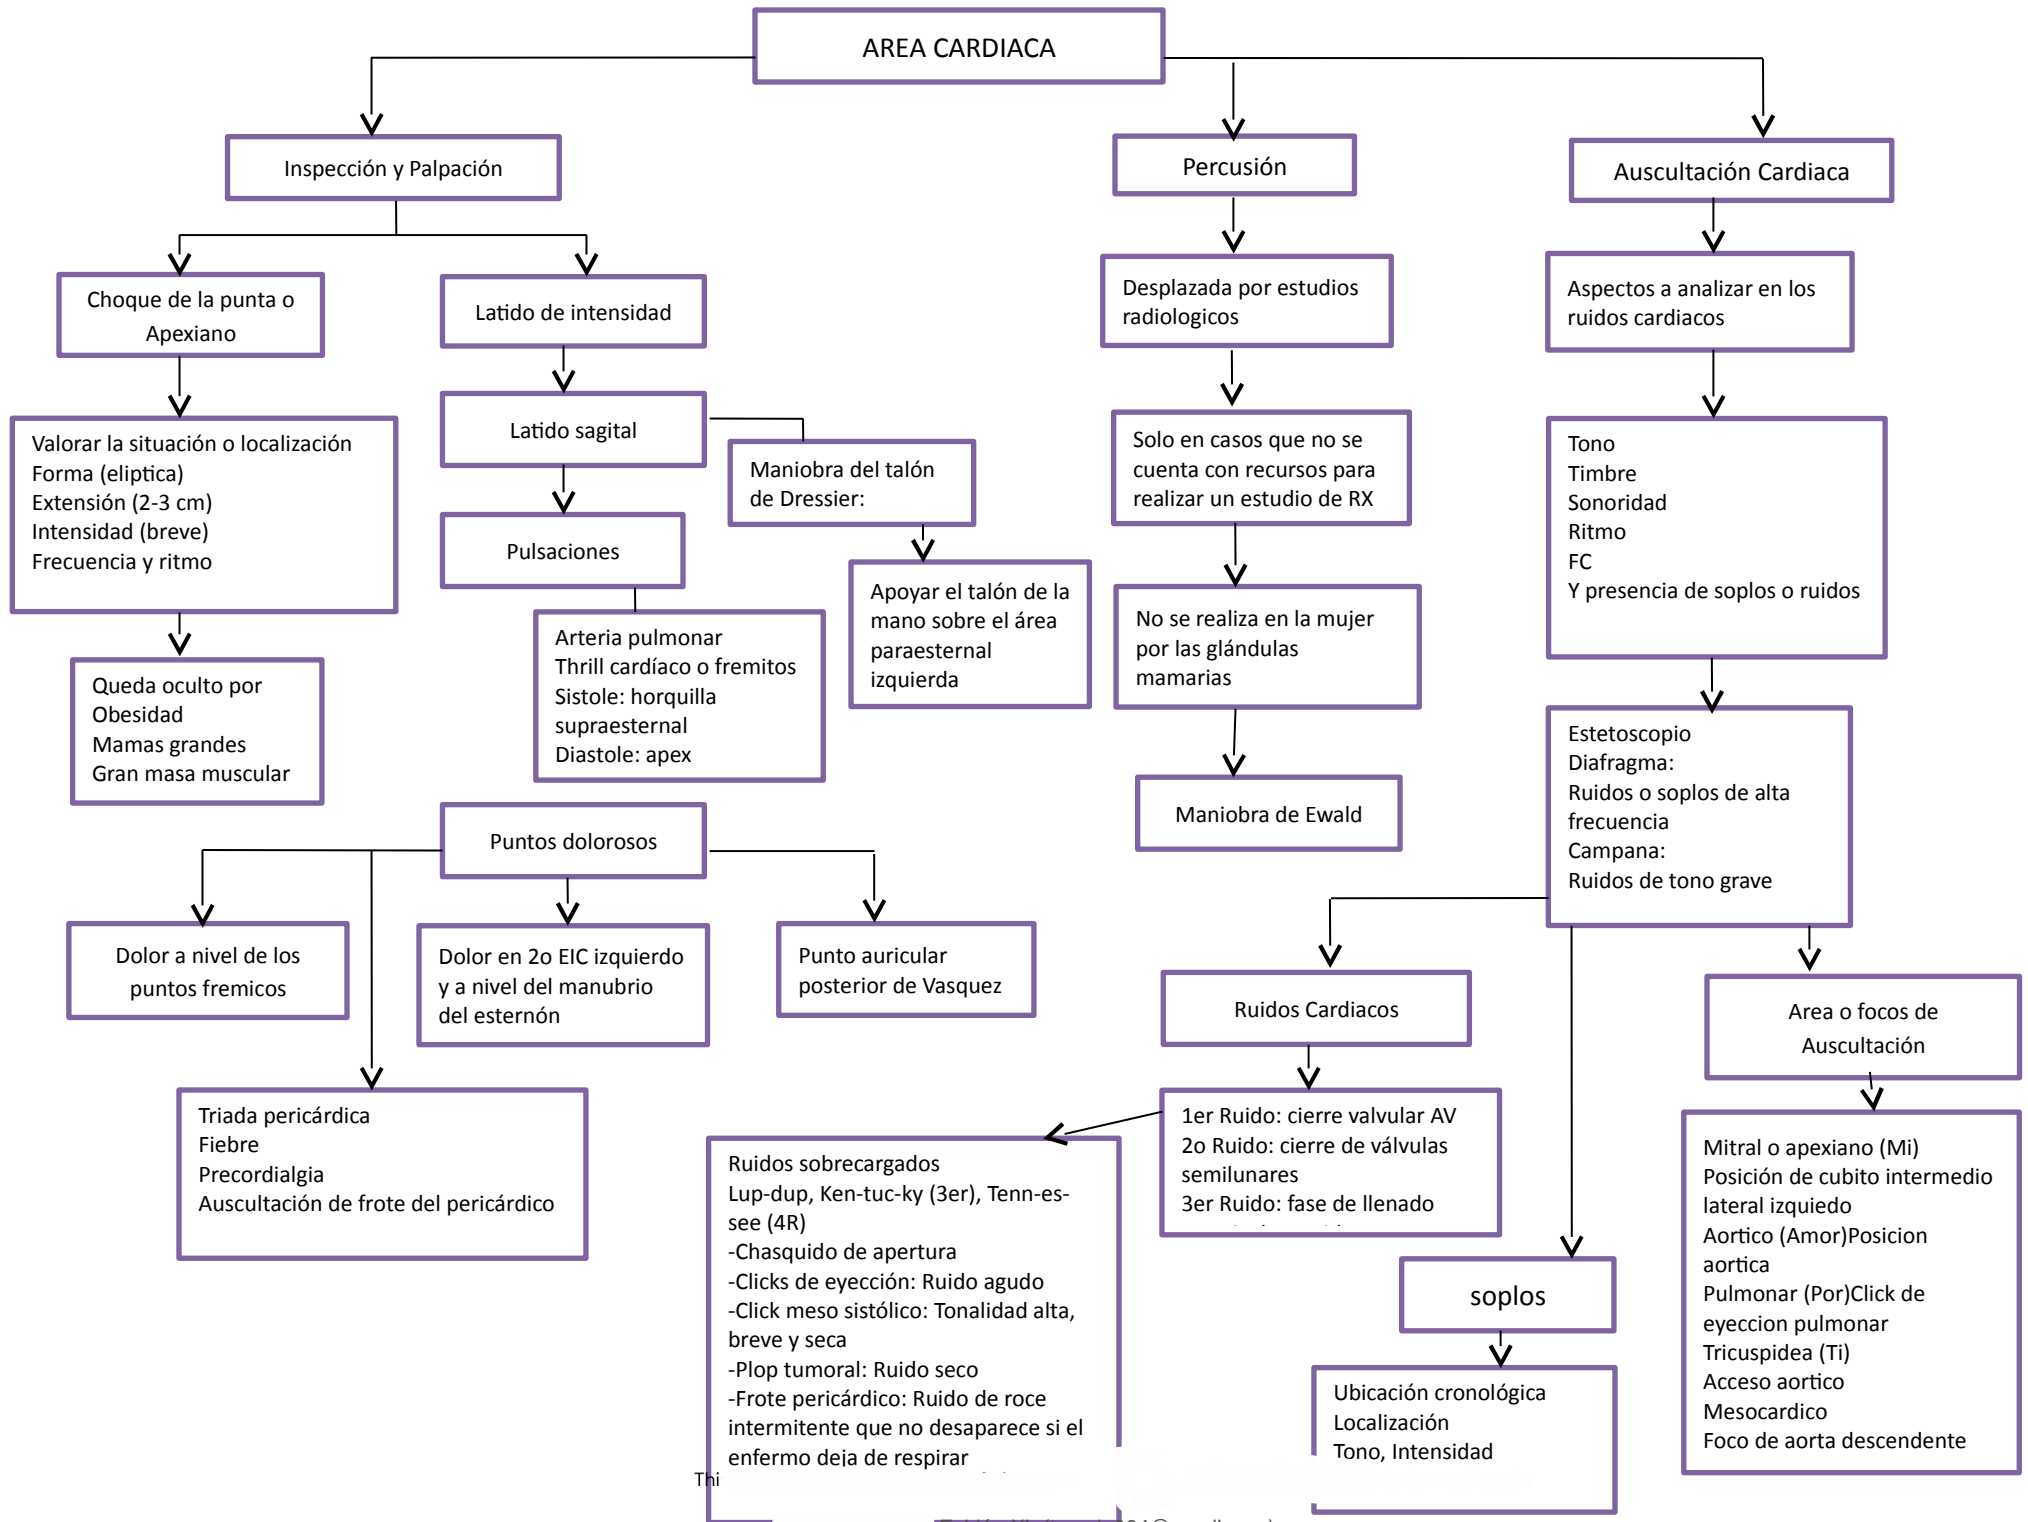 AREA CARDIACA
Inspección y Palpación
Percusión
Auscultación Cardiaca
Choque de la punta o
Apexiano
Latido de intensidad
Desplazada por estudios
radiologicos
Aspectos a analizar en los
ruidos cardiacos
Valorar la situación o localización
Forma (eliptica)
Extensión (2-3 cm)
Intensidad (breve)
Frecuencia y ritmo
Latido sagital
Maniobra del talón
de Dressier:
Solo en casos que no se
cuenta con recursos para
realizar un estudio de RX
Tono
Timbre
Sonoridad
Ritmo
FC
Y presencia de soplos o ruidos
Pulsaciones
Apoyar el talón de la
mano sobre el área
paraesternal
izquierda
No se realiza en la mujer
por las glándulas
mamarias
Queda oculto por
Obesidad
Mamas grandes
Gran masa muscular
Arteria pulmonar
Thrill cardíaco o fremitos
Sistole: horquilla
supraesternal
Diastole: apex
Maniobra de Ewald
Estetoscopio
Diafragma:
Ruidos o soplos de alta
frecuencia
Campana:
Ruidos de tono grave
Puntos dolorosos
Dolor a nivel de los
puntos fremicos
Dolor en 2o EIC izquierdo
y a nivel del manubrio
del esternón
Punto auricular
posterior de Vasquez
Ruidos Cardiacos
Area o focos de
Auscultación
Triada pericárdica
Fiebre
Precordialgia
Auscultación de frote del pericárdico
1er Ruido: cierre valvular AV
2o Ruido: cierre de válvulas
semilunares
3er Ruido: fase de llenado
Ruidos sobrecargados
Lup-dup, Ken-tuc-ky (3er), Tenn-es-
see (4R)
-Chasquido de apertura
-Clicks de eyección: Ruido agudo
-Click meso sistólico: Tonalidad alta,
breve y seca
-Plop tumoral: Ruido seco
-Frote pericárdico: Ruido de roce
intermitente que no desaparece si el
enfermo deja de respirar
soplos
Ubicación cronológica
Localización
Tono, Intensidad
Mitral o apexiano (Mi)
Posición de cubito intermedio
lateral izquiedo
Aortico (Amor)Posicion
aortica
Pulmonar (Por)Click de
eyeccion pulmonar
Tricuspidea (Ti)
Acceso aortico
Mesocardico
Foco de aorta descendente
Thi